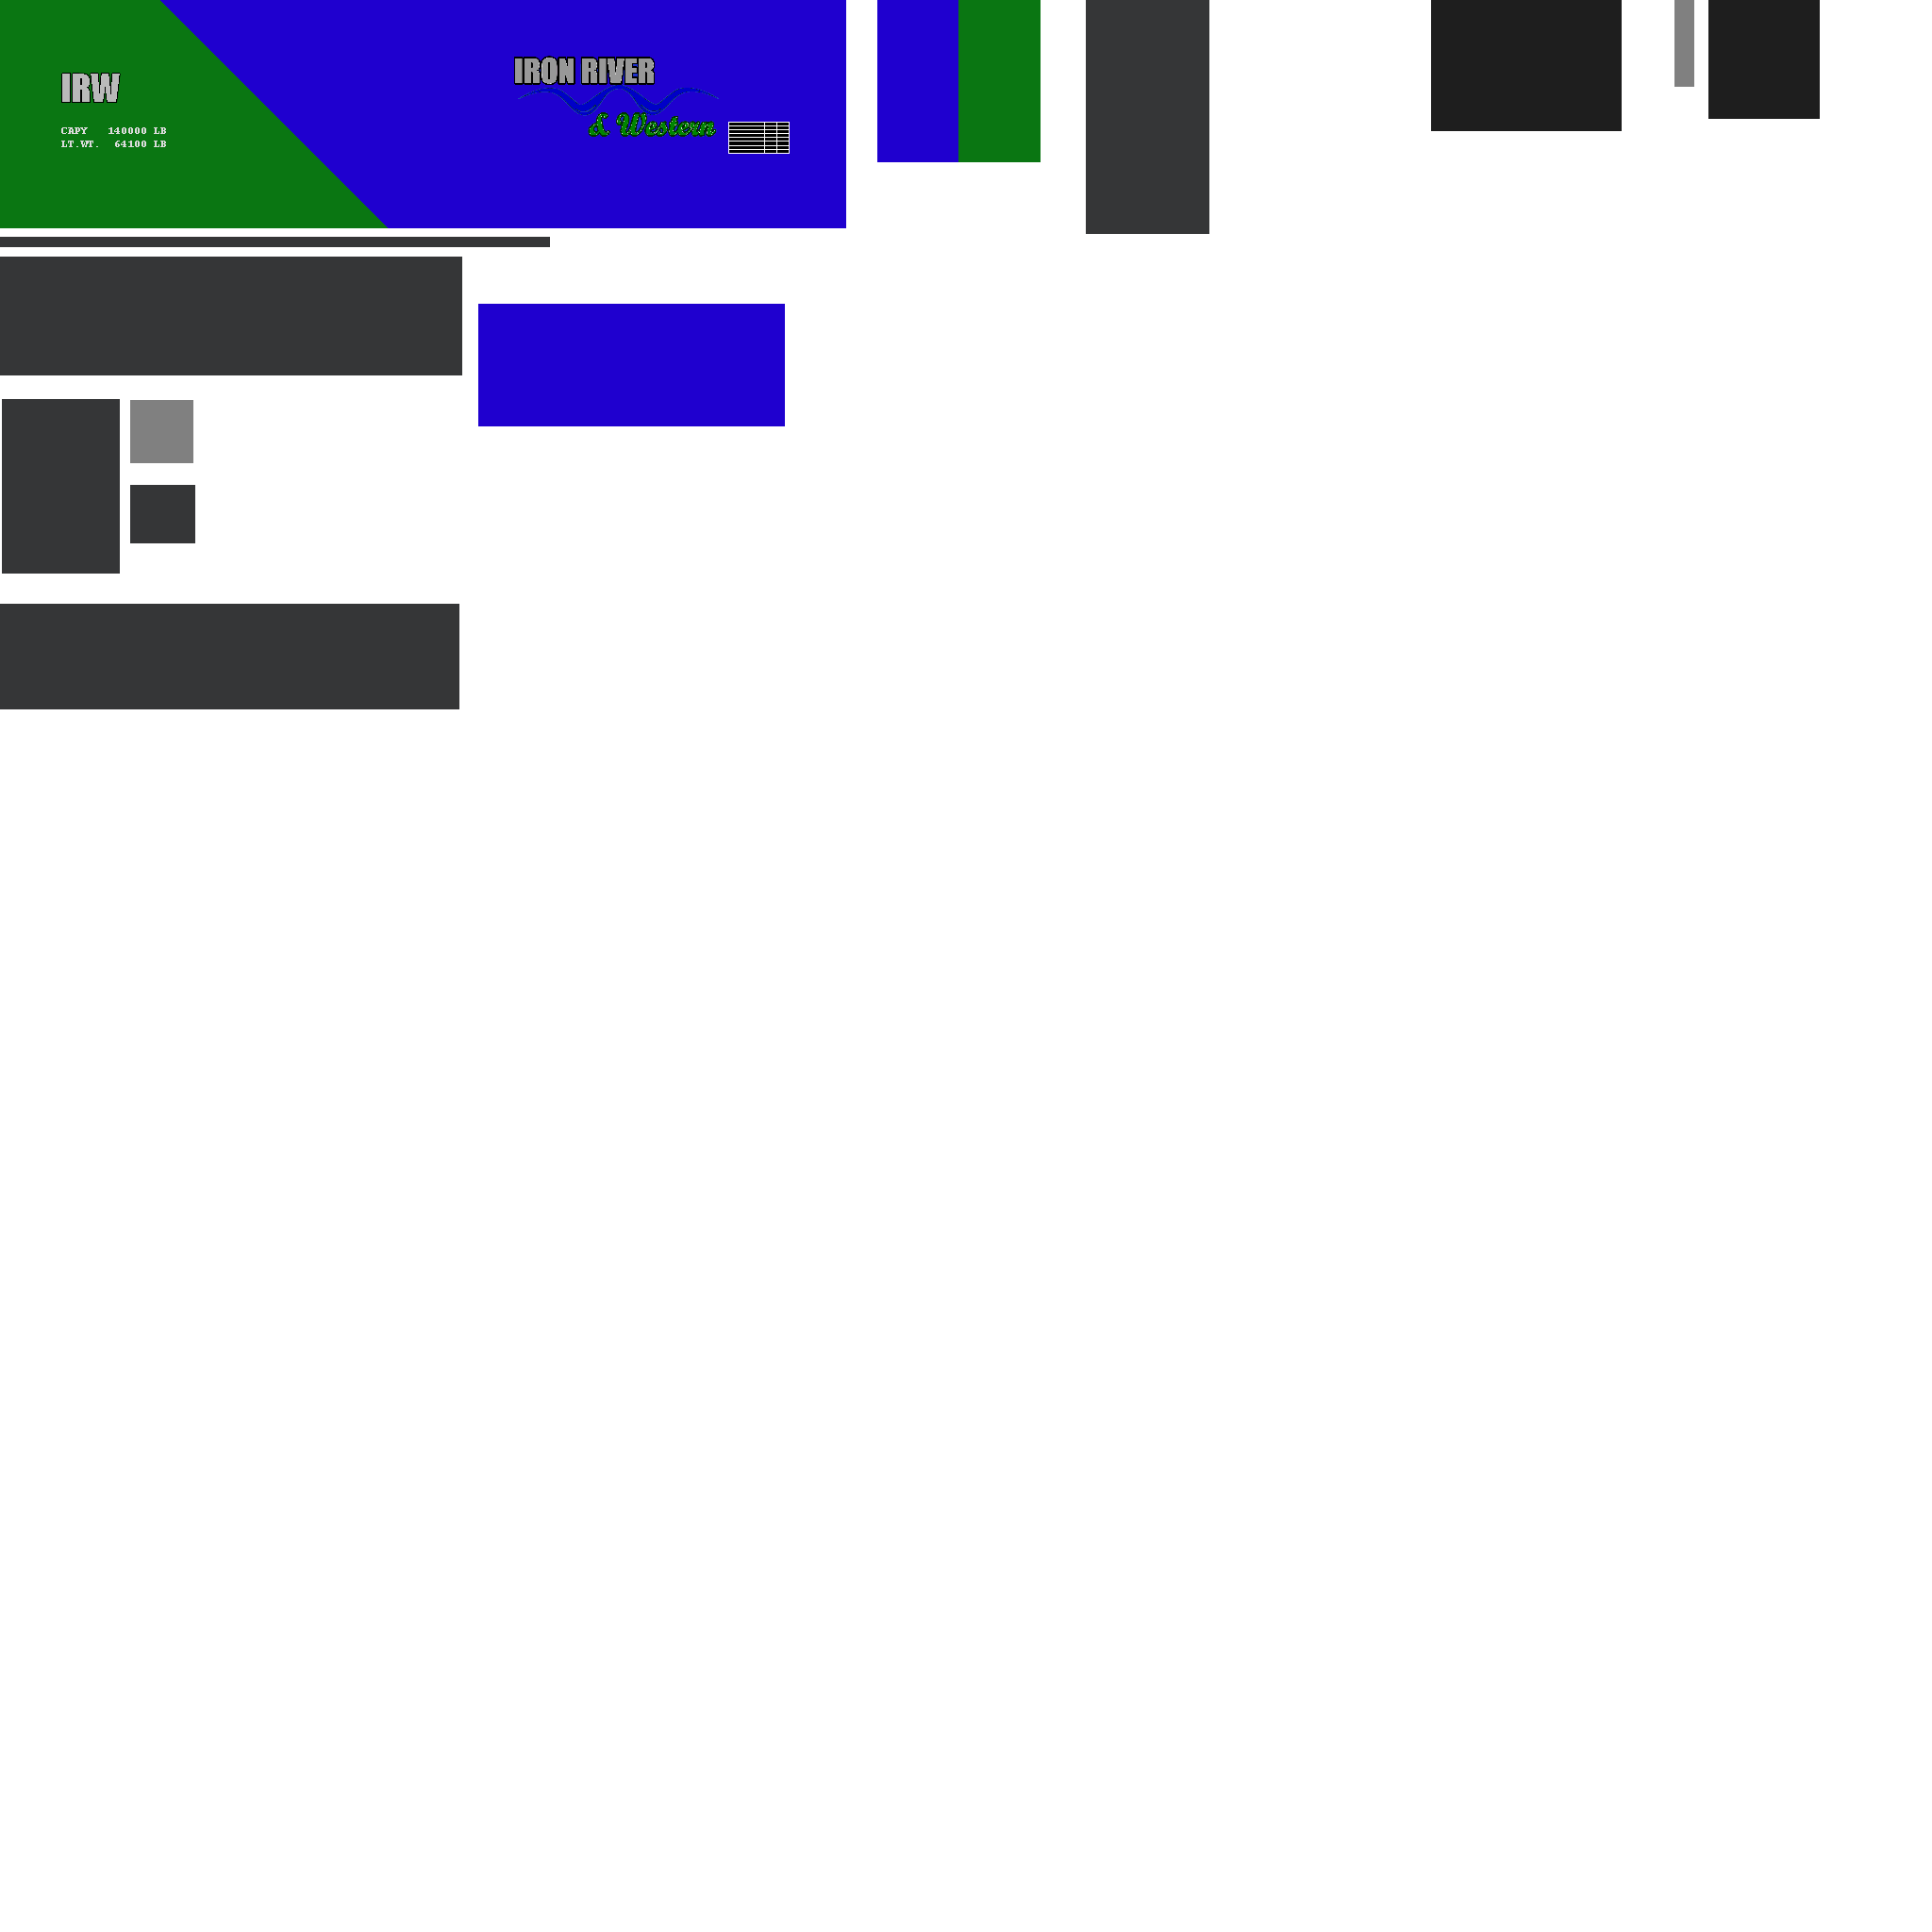 IRW
CAPY 140000 LB
LT.WT. 64100 LB
IRON RIVER
& Western